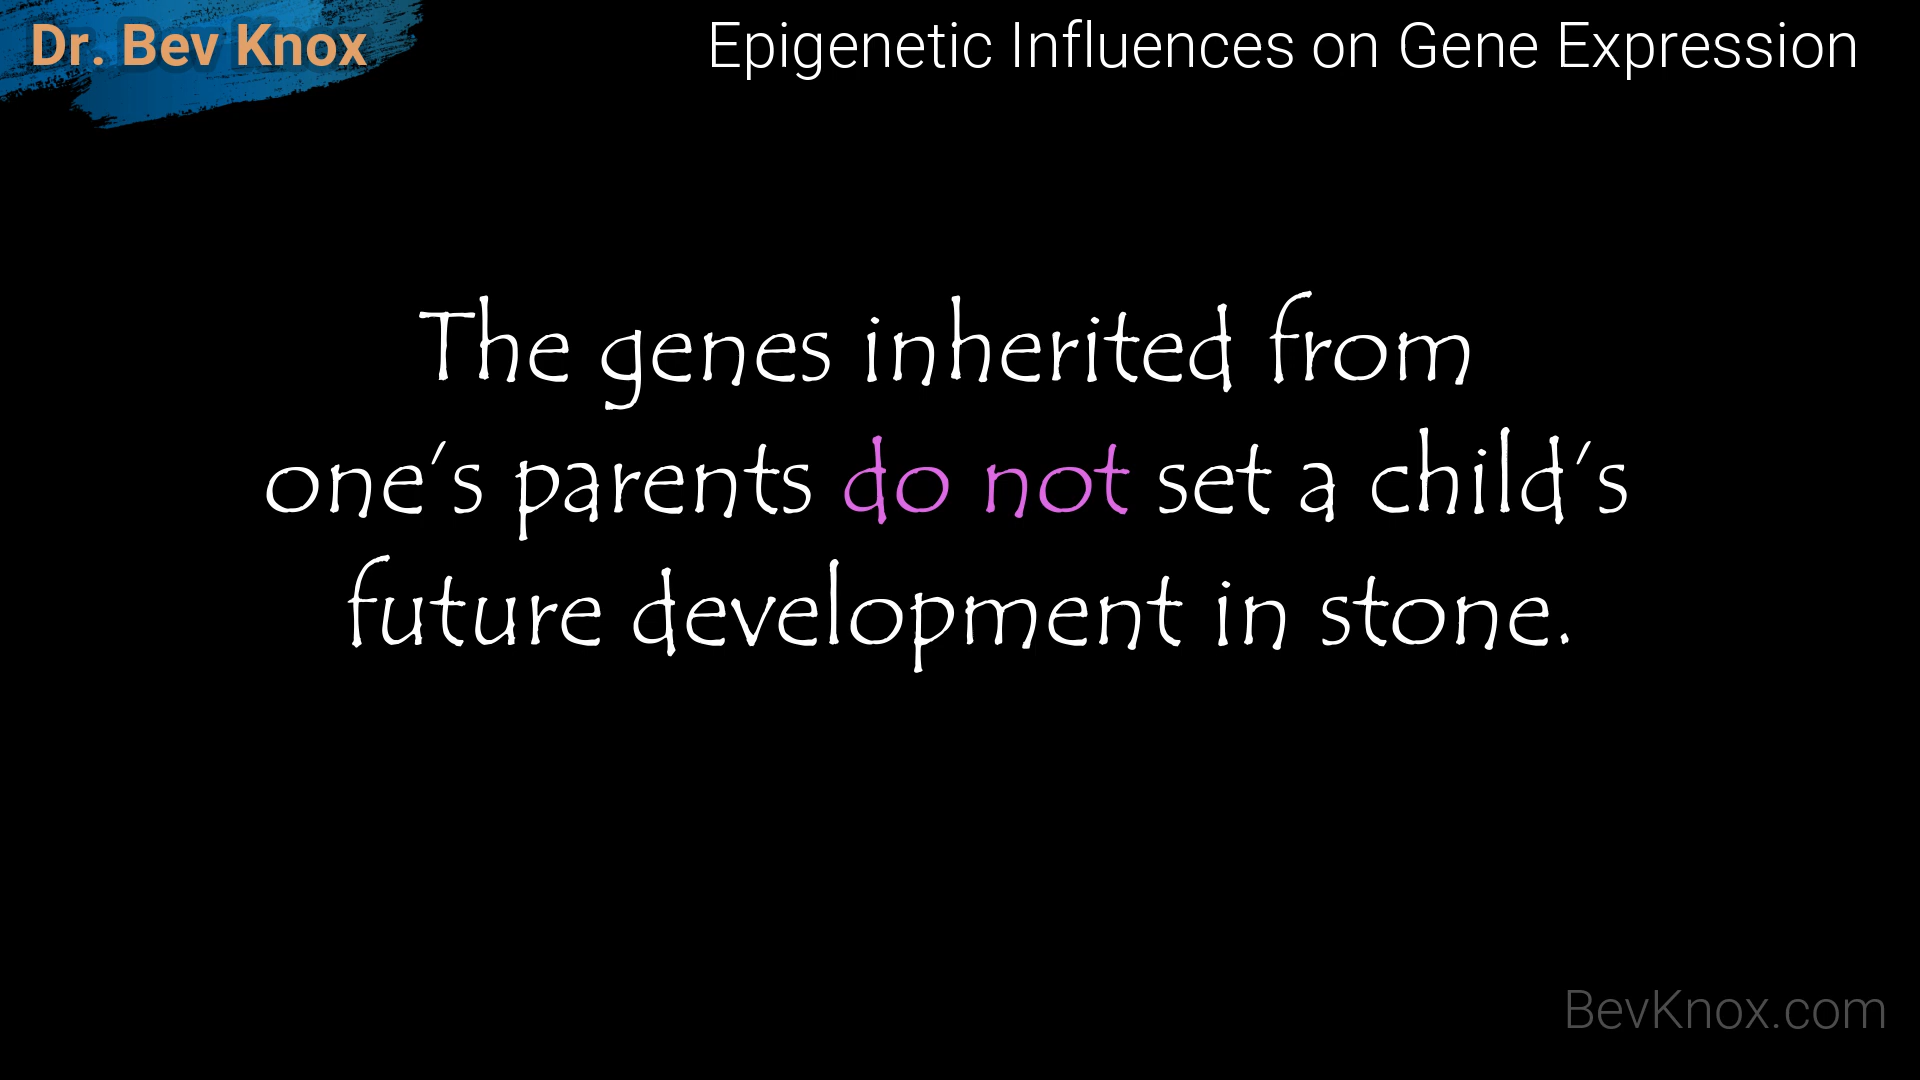 Dr. Bev Knox
Epigenetic Influences on Gene Expression
The genes inherited from
one's parents do not set a child's
future development in stone.
BevKnox.com